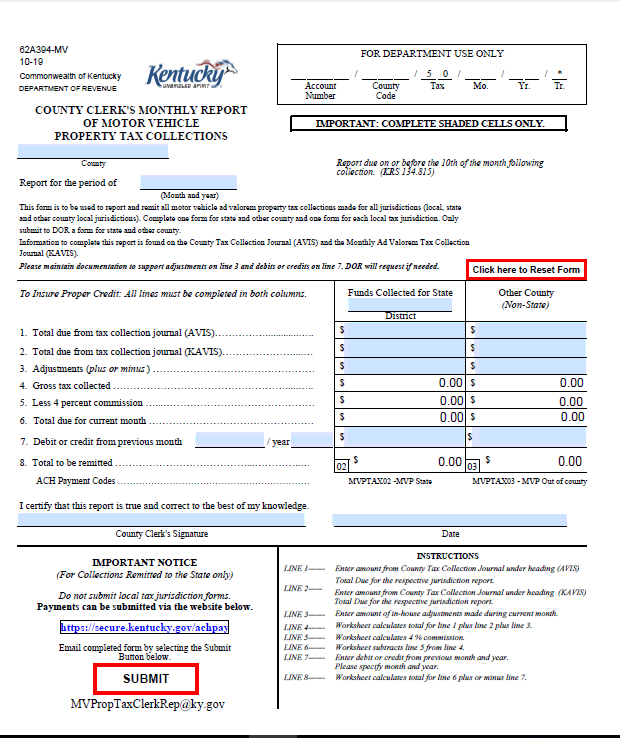 62A394-MV
10-19
Commonwealth of Kentucky
DEPARTMENT OF REVENUE
Kentucky
UNBRIDLED SPIRIT
FOR DEPARTMENT USE ONLY
/ / 5 0 / / / *
Account Number County Code Tax Mo. Yr. Tr.
COUNTY CLERK'S MONTHLY REPORT
OF MOTOR VEHICLE
PROPERTY TAX COLLECTIONS
IMPORTANT: COMPLETE SHADED CELLS ONLY.
County
Report due on or before the 10th of the month following
collection. (KRS 134.815)
Report for the period of
(Month and year)
This form is to be used to report and remit all motor vehicle ad valorem property tax collections made for all jurisdictions (local, state
and other county local jurisdictions). Complete one form for state and other county and one form for each local tax jurisdiction. Only
submit to DOR a form for state and other county.
Information to complete this report is found on the County Tax Collection Journal (AVIS) and the Monthly Ad Valorem Tax Collection
Journal (KAVIS).
Please maintain documentation to support adjustments on line 3 and debits or credits on line 7. DOR will request if needed.
Click here to Reset Form
To Insure Proper Credit: All lines must be completed in both columns.
Funds Collected for State
District
Other County
(Non-State)
1. Total due from tax collection journal (AVIS)........................................ $ $
2. Total due from tax collection journal (KAVIS)........................................ $ $
3. Adjustments (plus or minus ) ........................................ $ $
4. Gross tax collected ........................................ $ 0.00 $ 0.00
5. Less 4 percent commission ........................................ $ 0.00 $ 0.00
6. Total due for current month ........................................ $ 0.00 $ 0.00
7. Debit or credit from previous month / year $ $
8. Total to be remitted ........................................ 02 $ 0.00 03 $ 0.00
ACH Payment Codes ........................................ MVPTAX02 -MVP State MVPTAX03 - MVP Out of county
I certify that this report is true and correct to the best of my knowledge.
County Clerk's Signature Date
IMPORTANT NOTICE
(For Collections Remitted to the State only)
Do not submit local tax jurisdiction forms.
Payments can be submitted via the website below.
https://secure.kentucky.gov/achpay
Email completed form by selecting the Submit
Button below.
SUBMIT
MVPropTaxClerkRep@ky.gov
INSTRUCTIONS
LINE 1------ Enter amount from County Tax Collection Journal under heading (AVIS)
Total Due for the respective jurisdiction report.
LINE 2----- Enter amount from County Tax Collection Journal under heading (KAVIS)
Total Due for the respective jurisdiction report.
LINE 3------ Enter amount of in-house adjustments made during current month.
LINE 4------ Worksheet calculates total for line 1 plus line 2 plus line 3.
LINE 5------ Worksheet calculates 4 % commission.
LINE 6------ Worksheet subtracts line 5 from line 4.
LINE 7------ Enter debit or credit from previous month and year.
Please specify month and year.
LINE 8------ Worksheet calculates total for line 6 plus or minus line 7.